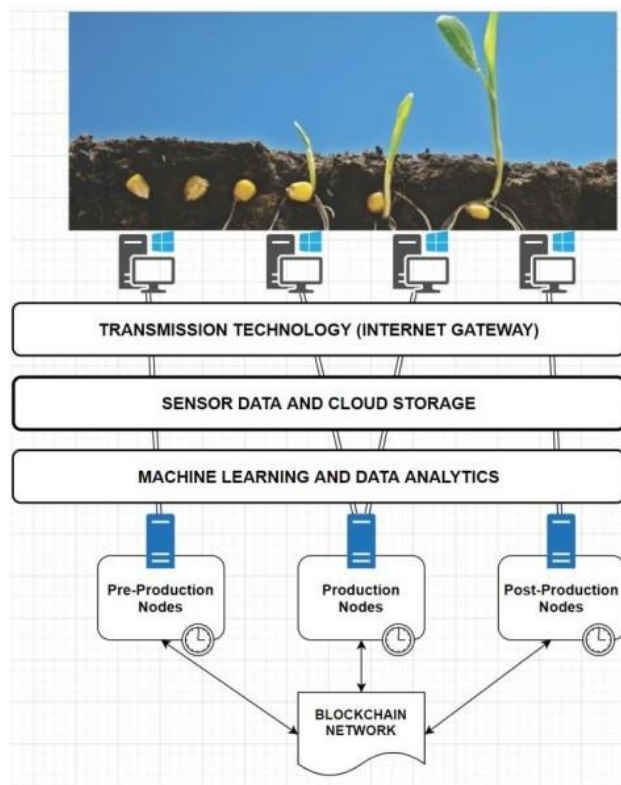 TRANSMISSION TECHNOLOGY (INTERNET GATEWAY)
SENSOR DATA AND CLOUD STORAGE
MACHINE LEARNING AND DATA ANALYTICS
Pre-Production
Nodes
Production
Nodes
Post-Production
Nodes
BLOCKCHAIN
NETWORK